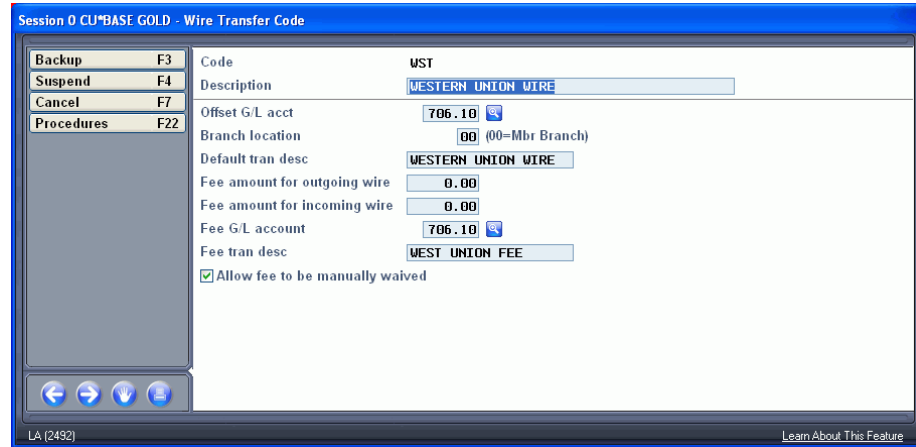 Session 0 CU*BASE GOLD - Wire Transfer Code
Backup F3
Suspend F4
Cancel F7
Procedures F22
Code WST
Description WESTERN UNION WIRE
Offset G/L acct 706.10
Branch location 00 (00=Mbr Branch)
Default tran desc WESTERN UNION WIRE
Fee amount for outgoing wire 0.00
Fee amount for incoming wire 0.00
Fee G/L account 706.10
Fee tran desc WEST UNION FEE
Allow fee to be manually waived
LA (2492)
Learn About This Feature